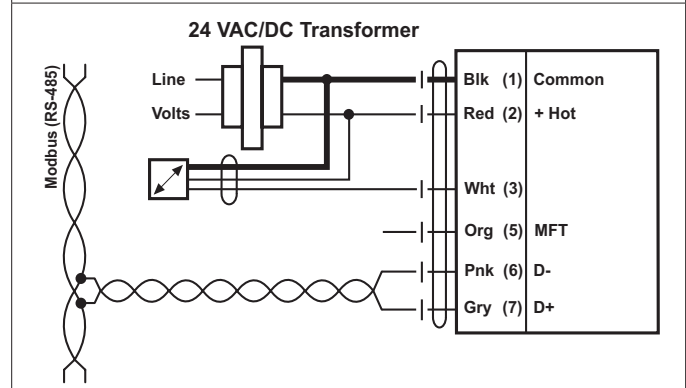 24 VAC/DC Transformer
Modbus (RS-485)
Line
Volts
Blk (1) Common
Red (2) + Hot
Wht (3)
Org (5) MFT
Pnk (6) D-
Gry (7) D+